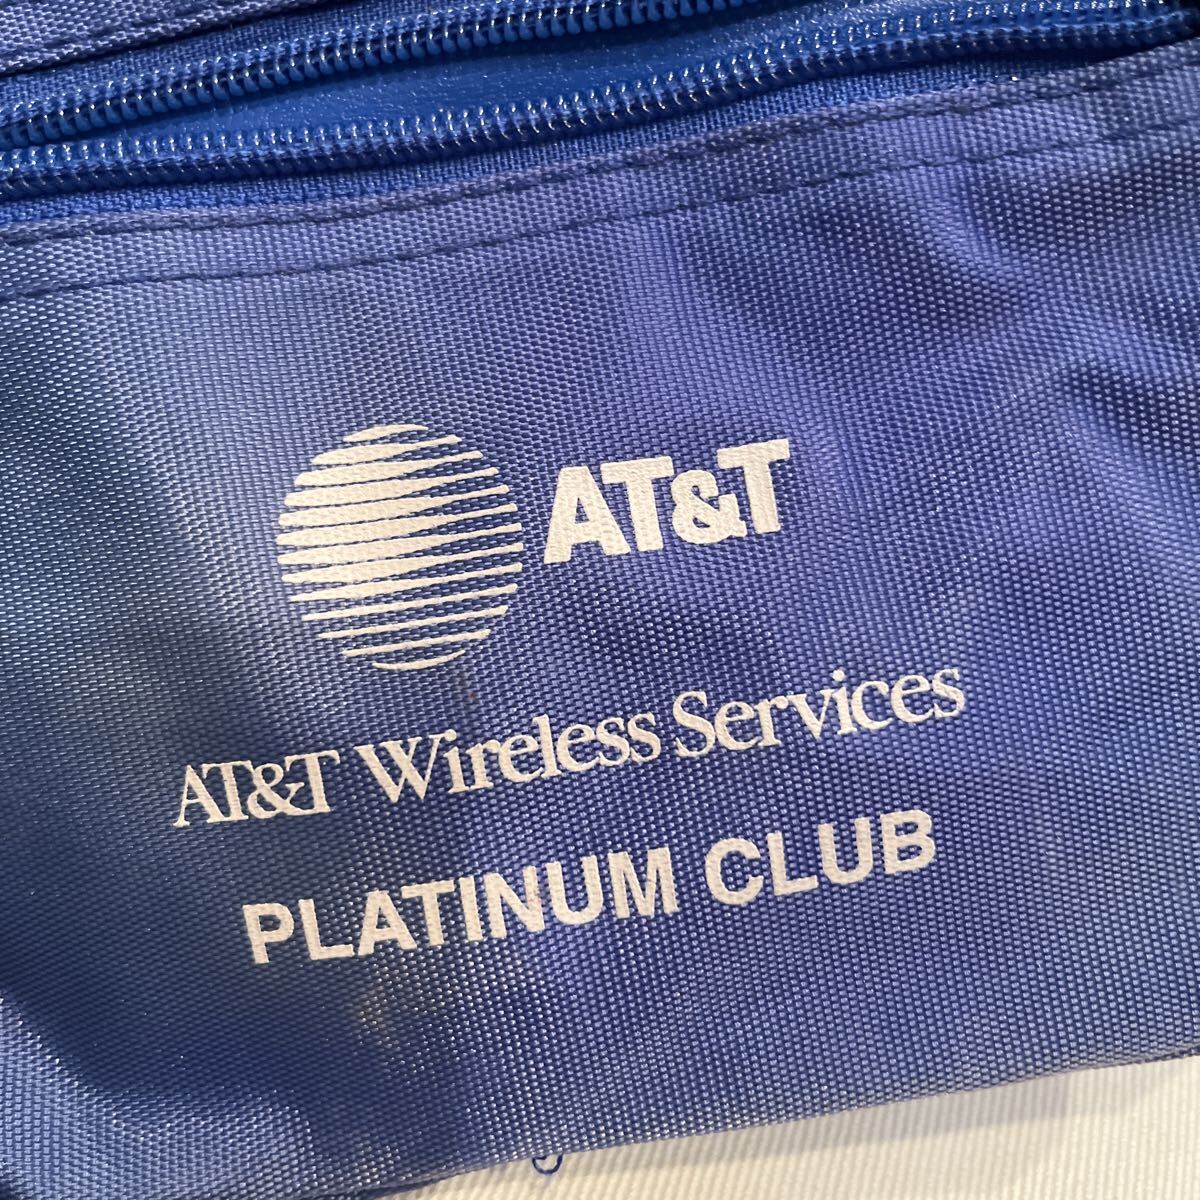 AT&T
AT&T Wireless Services
PLATINUM CLUB